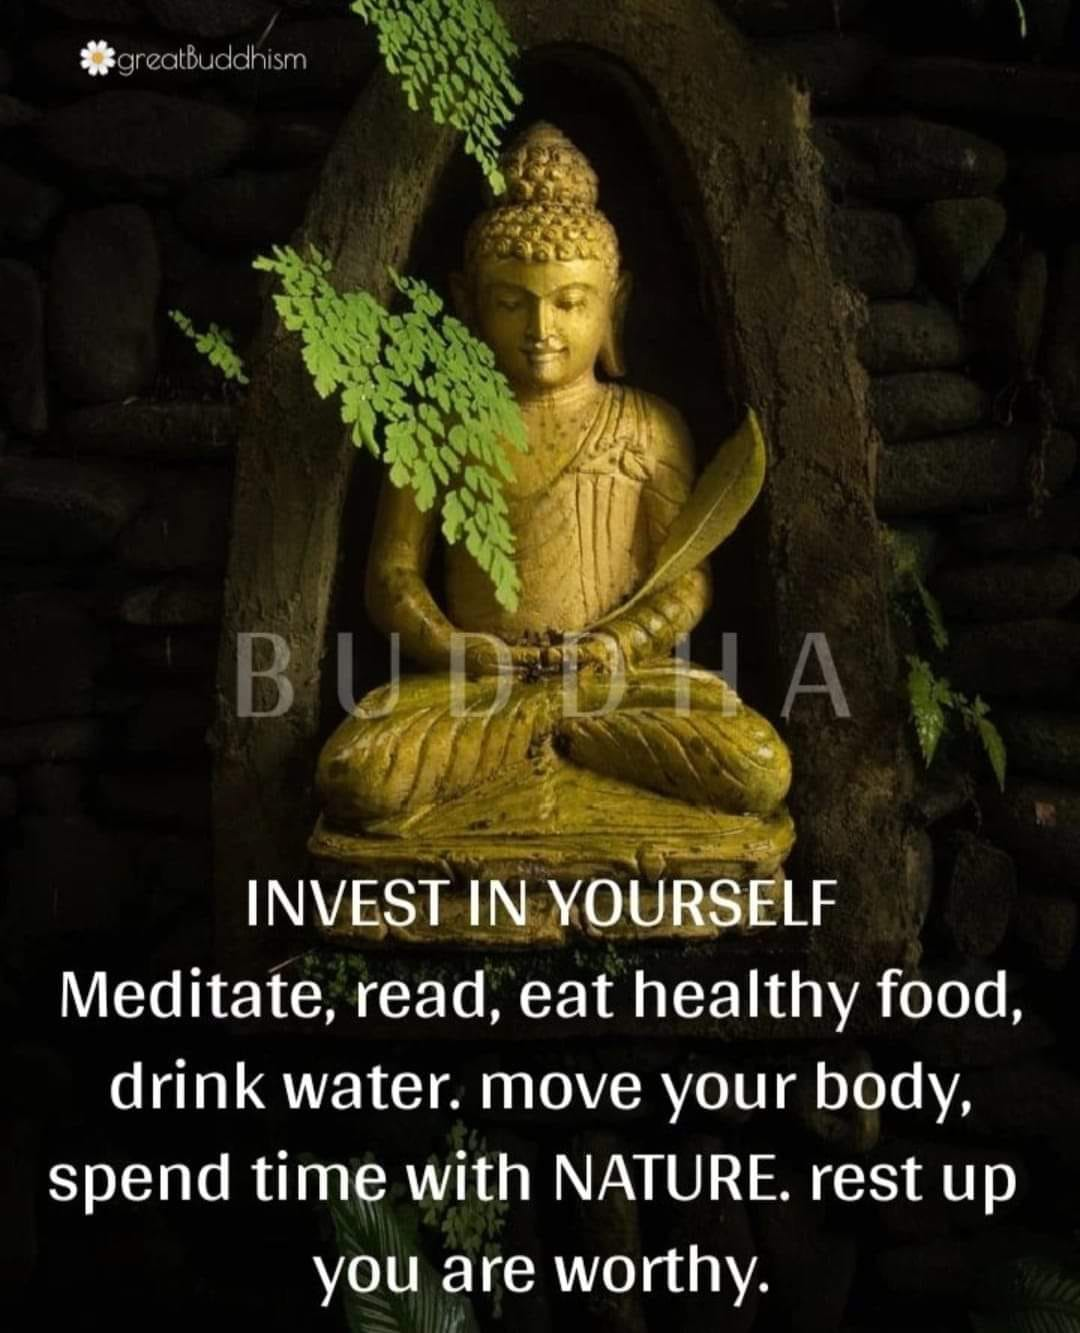 greatBuddhism
BUDDHA
INVEST IN YOURSELF
Meditate, read, eat healthy food,
drink water. move your body,
spend time with NATURE. rest up
you are worthy.